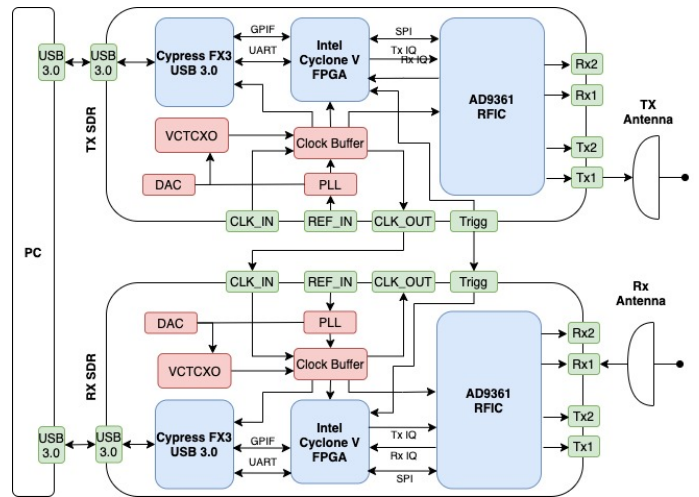 PC
USB
3.0
USB
3.0
TX SDR
Cypress FX3
USB 3.0
GPIF
UART
Intel
Cyclone V
FPGA
SPI
Tx IQ
Rx IQ
AD9361
RFIC
Rx2
Rx1
Tx2
Tx1
TX
Antenna
VCTCXO
Clock Buffer
DAC
PLL
CLK_IN
REF_IN
CLK_OUT
Trigg
CLK_IN
REF_IN
CLK_OUT
Trigg
RX SDR
DAC
PLL
VCTCXO
Clock Buffer
AD9361
RFIC
Rx2
Rx1
Tx2
Tx1
Rx
Antenna
USB
3.0
USB
3.0
Cypress FX3
USB 3.0
GPIF
UART
Intel
Cyclone V
FPGA
Tx IQ
Rx IQ
SPI